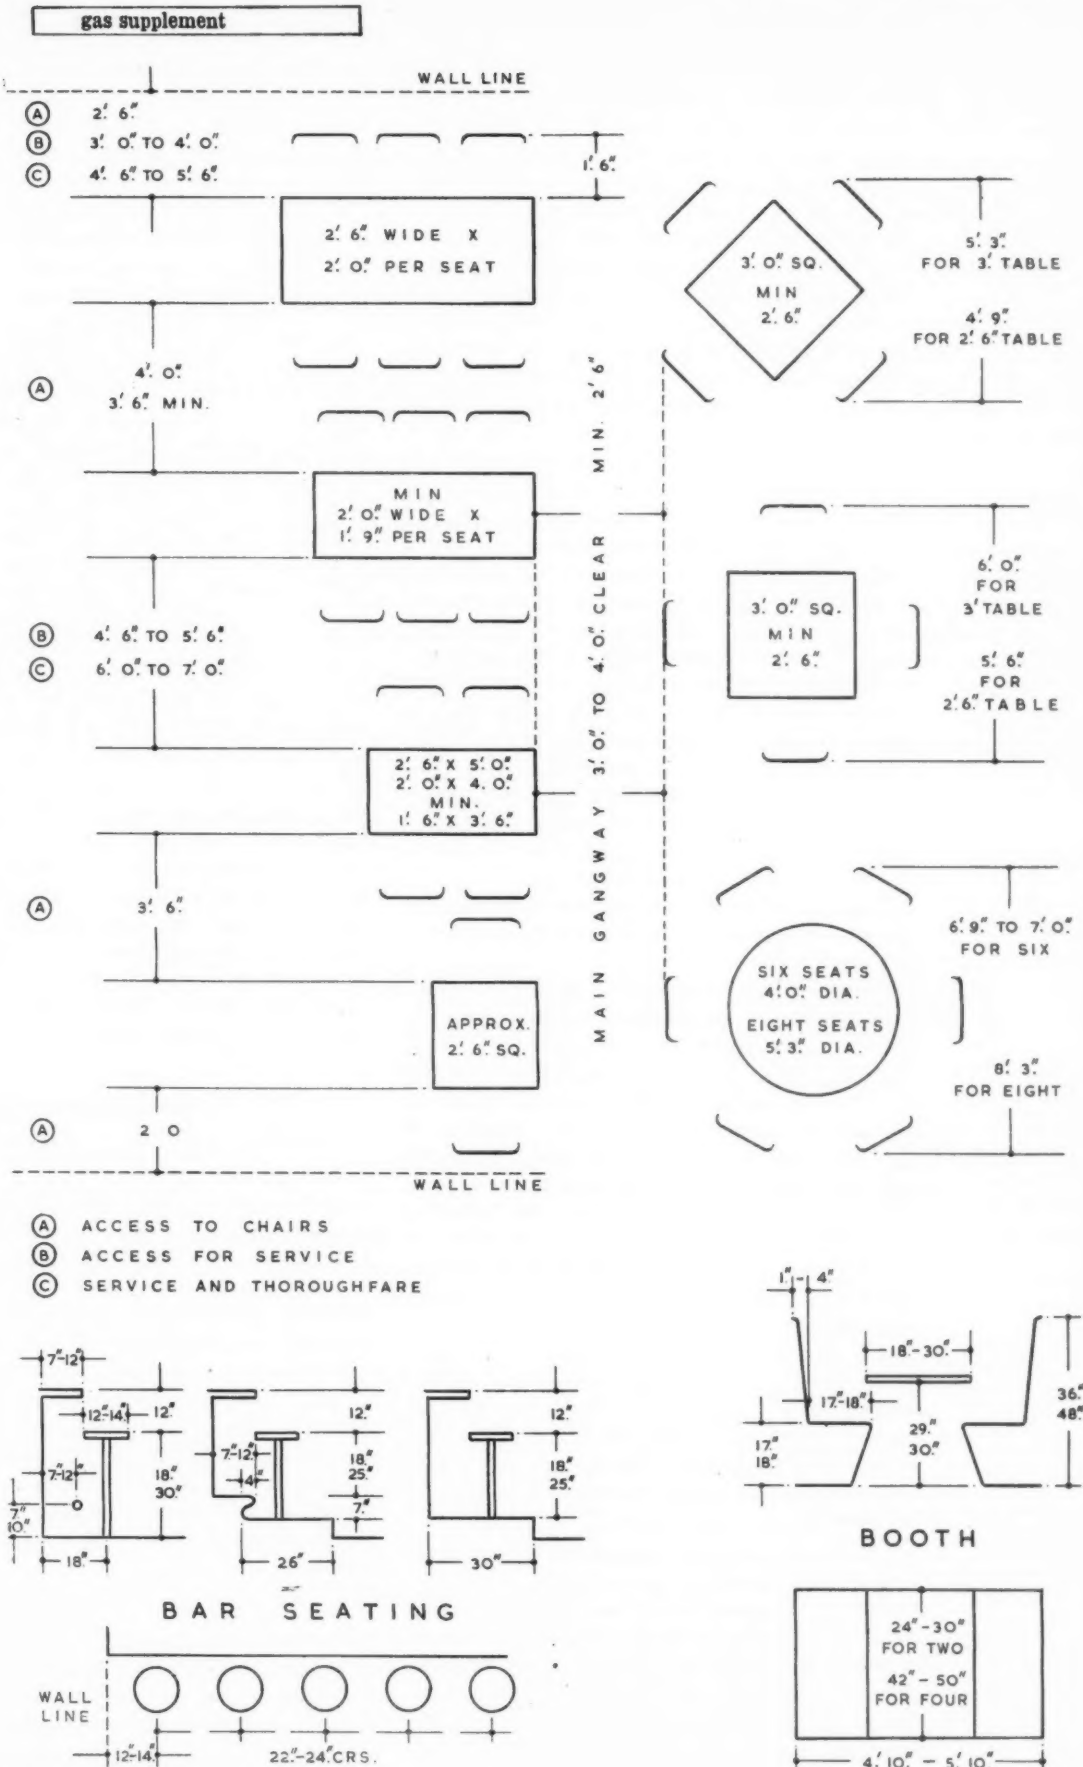 gas supplement
WALL LINE
Ⓐ 2'. 6".
Ⓑ 3'. 0". TO 4'. 0".
Ⓒ 4'. 6". TO 5'. 6".
1'. 6".
2'. 6" WIDE X
2'. 0" PER SEAT
Ⓐ 4'. 0".
3'. 6" MIN.
MIN
2'. 0" WIDE X
1'. 9" PER SEAT
Ⓑ 4'. 6" TO 5'. 6"
Ⓒ 6'. 0" TO 7'. 0".
2'. 6" X 5'. 0"
2'. 0" X 4. 0"
MIN.
1'. 6" X 3'. 6"
Ⓐ 3'. 6".
APPROX.
2'. 6" SQ.
Ⓐ 2 0
WALL LINE
MAIN GANGWAY 3'. 0" TO 4'. 0" CLEAR MIN. 2'. 6"
3'. 0" SQ.
MIN
2'. 6".
5'. 3".
FOR 3'. TABLE
4'. 9".
FOR 2'. 6" TABLE
3'. 0" SQ.
MIN
2'. 6".
6'. 0".
FOR
3' TABLE
5'. 6"
FOR
2'.6" TABLE
SIX SEATS
4'.0" DIA.
EIGHT SEATS
5'.3" DIA.
6'. 9" TO 7'. 0".
FOR SIX
8'. 3".
FOR EIGHT
Ⓐ ACCESS TO CHAIRS
Ⓑ ACCESS FOR SERVICE
Ⓒ SERVICE AND THOROUGHFARE
7"-12"
12"-14"
12"
7"-12"
18".
30".
7"
10"
18".
12".
7"-12"
4"
18".
25".
7"
26"
12".
18".
25".
30"
BAR SEATING
WALL
LINE
12"-14".
22"-24" CRS.
1" - 4"
18"-30".
17"-18".
36"
48"
17".
18".
29".
30".
BOOTH
24" - 30"
FOR TWO
42" - 50"
FOR FOUR
4'. 10" - 5'. 10"